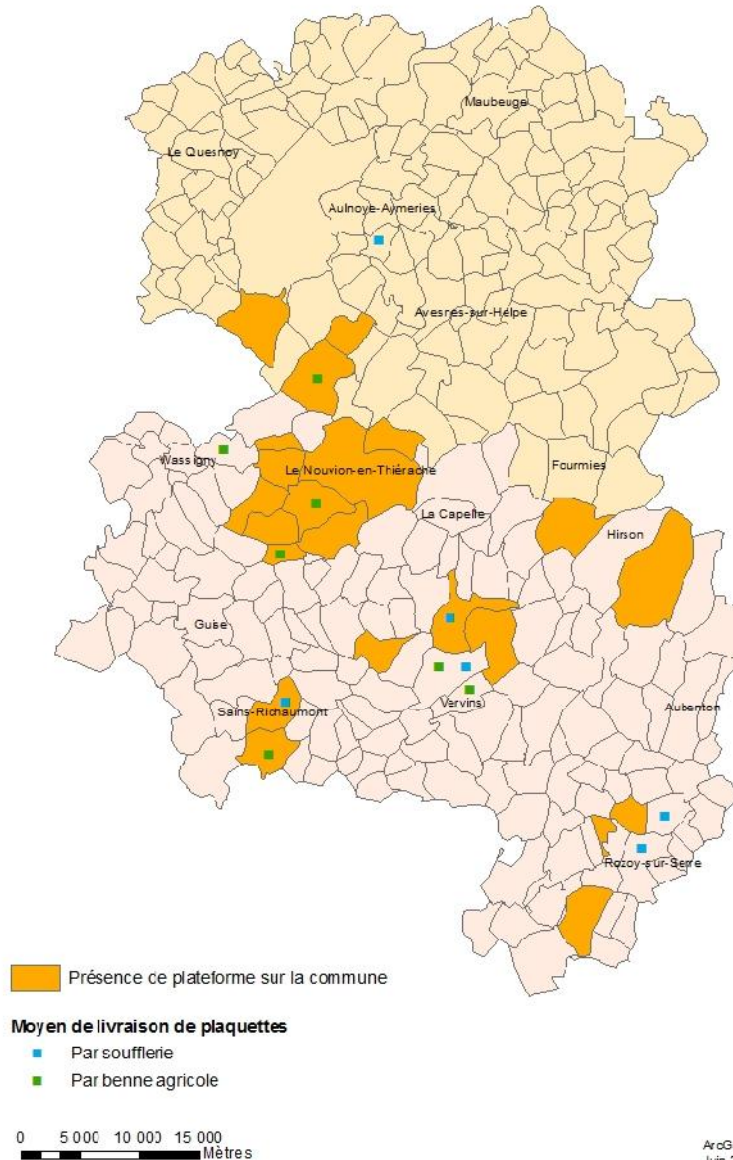 Maubeuge
Le Quesnoy
Aulnoye-Aymeries
Avesnes-sur-Helpe
Wassigny
Le Nouvion-en-Thiérache
Fourmies
La Capelle
Hirson
Guise
Sains-Richaumont
Vervins
Aubenton
Rozoy-sur-Serre
Présence de plateforme sur la commune
Moyen de livraison de plaquettes
Par soufflerie
Par benne agricole
0 5 000 10 000 15 000
Mètres